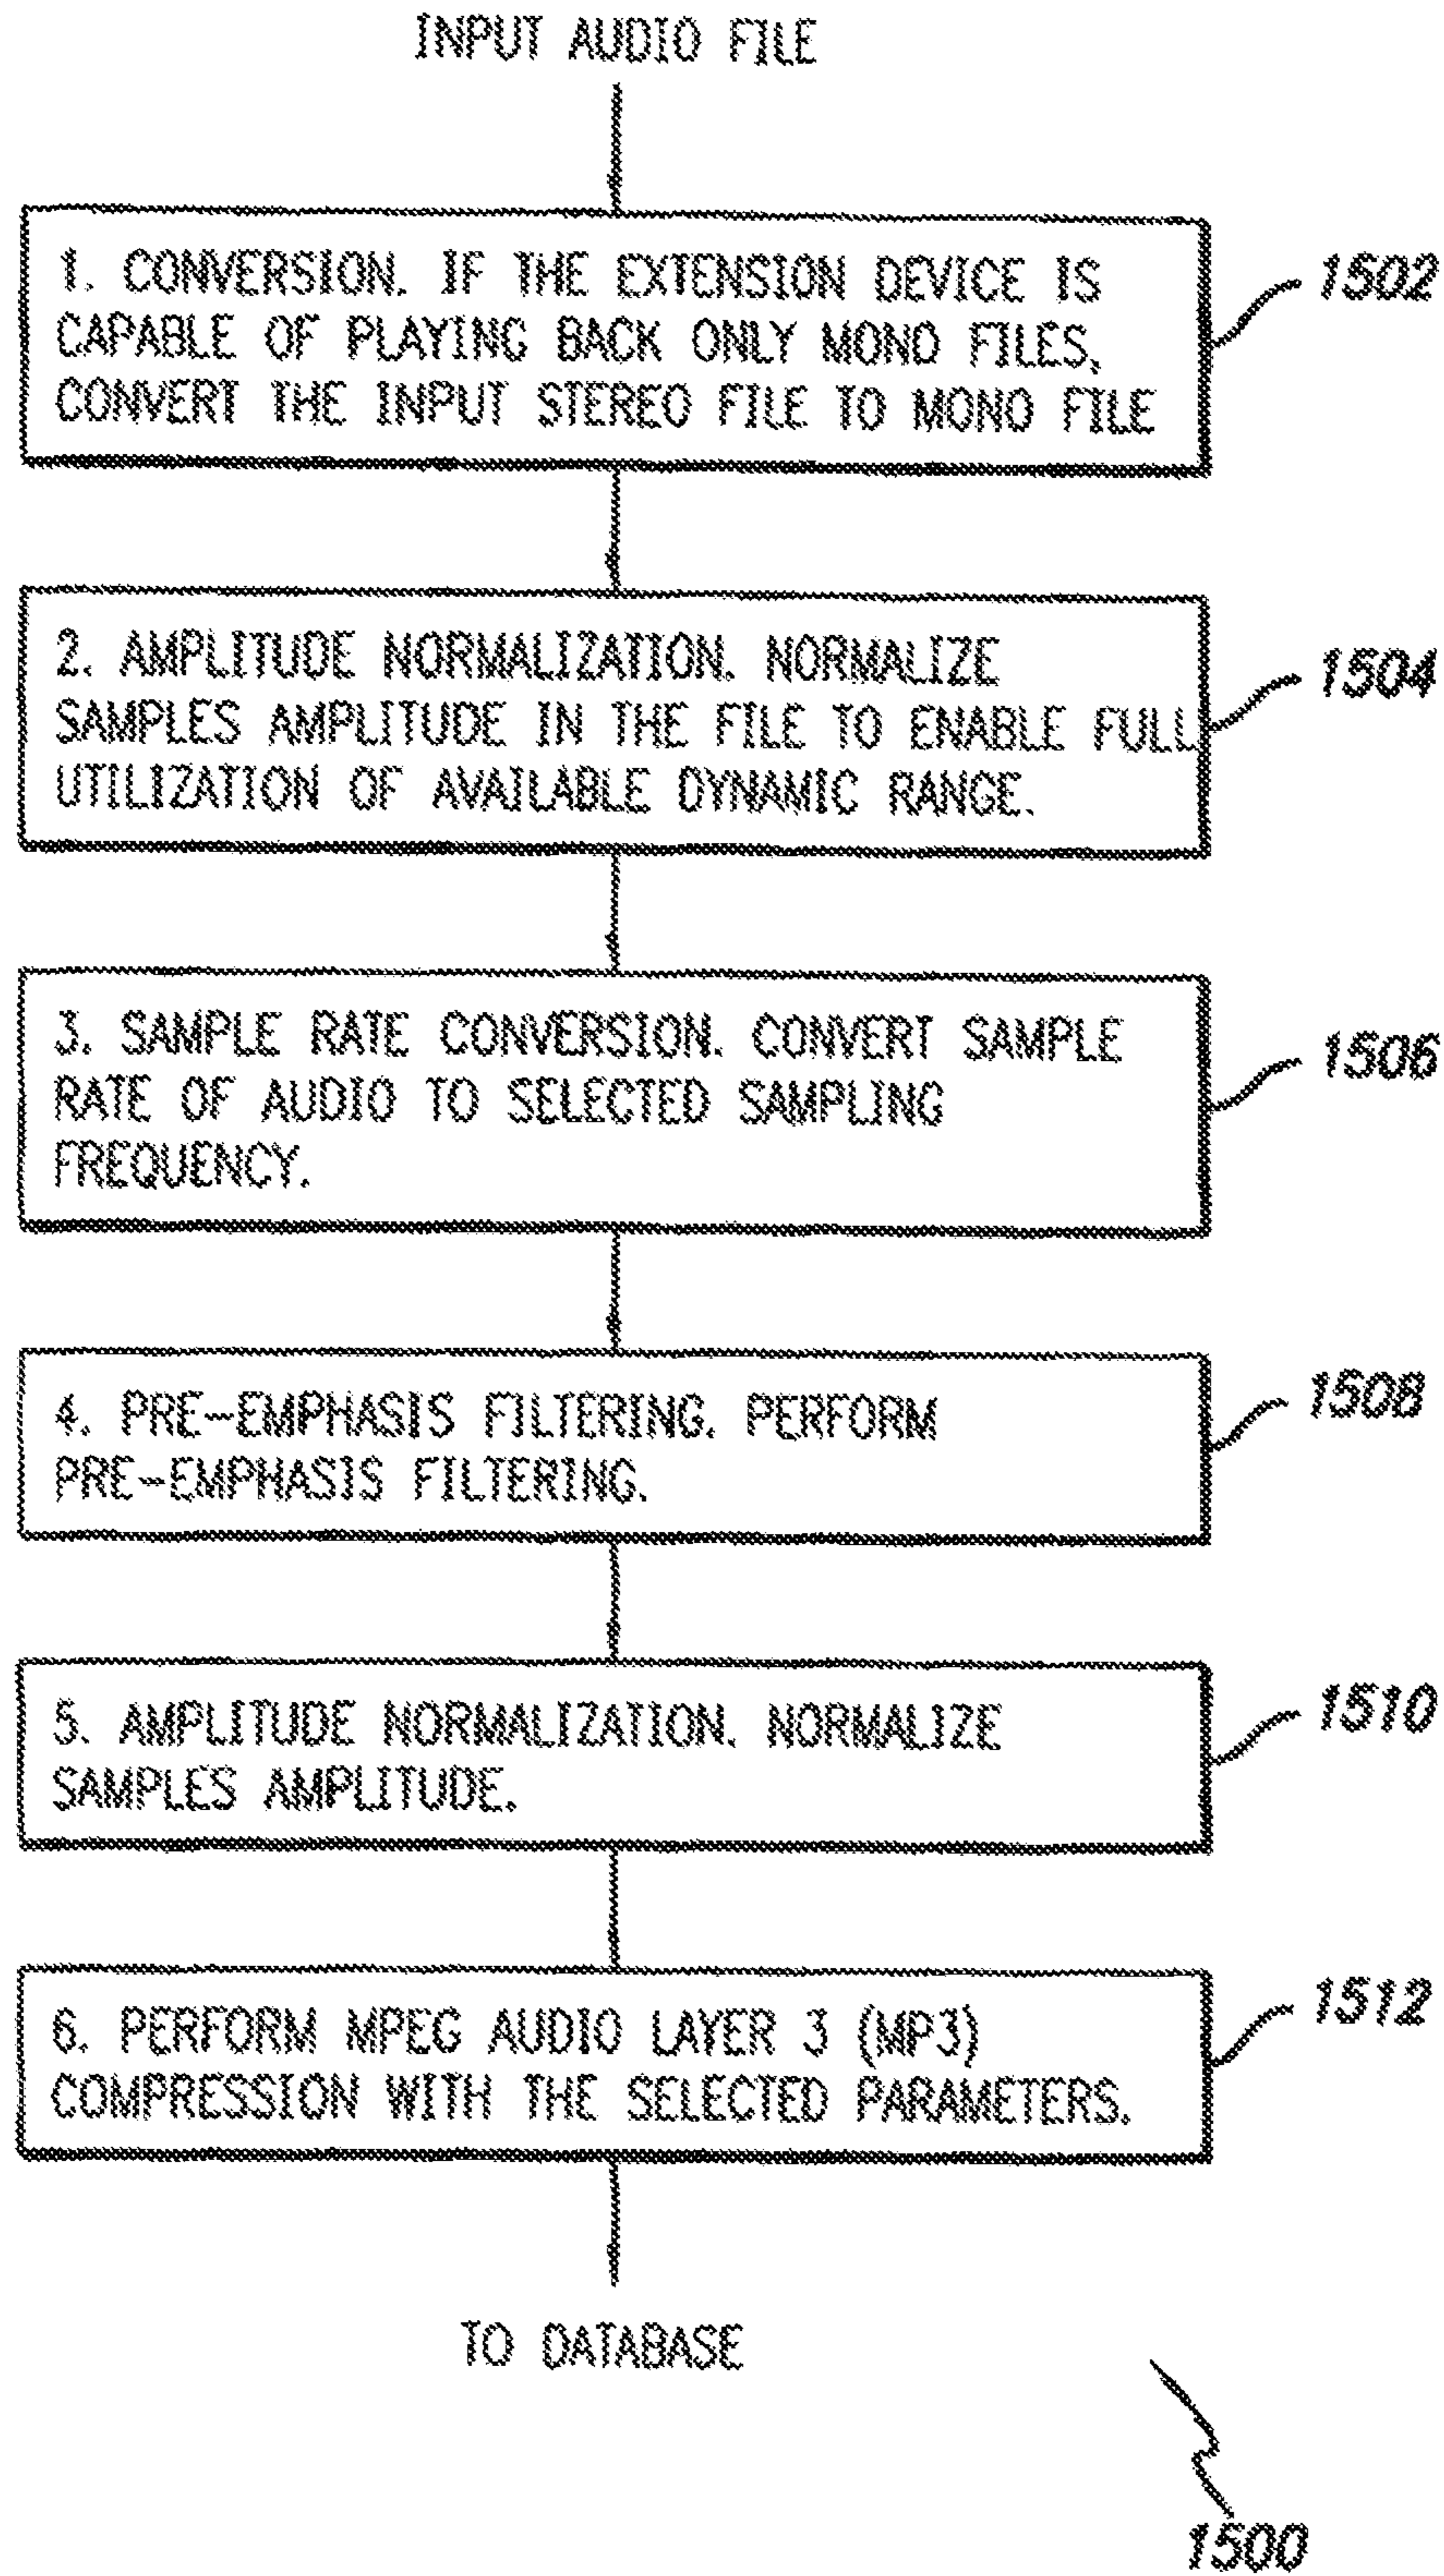 INPUT AUDIO FILE
1. CONVERSION. IF THE EXTENSION DEVICE IS
CAPABLE OF PLAYING BACK ONLY MONO FILES,
CONVERT THE INPUT STEREO FILE TO MONO FILE
1502
2. AMPLITUDE NORMALIZATION. NORMALIZE
SAMPLES AMPLITUDE IN THE FILE TO ENABLE FULL
UTILIZATION OF AVAILABLE DYNAMIC RANGE.
1504
3. SAMPLE RATE CONVERSION. CONVERT SAMPLE
RATE OF AUDIO TO SELECTED SAMPLING
FREQUENCY.
1506
4. PRE-EMPHASIS FILTERING. PERFORM
PRE-EMPHASIS FILTERING.
1508
5. AMPLITUDE NORMALIZATION. NORMALIZE
SAMPLES AMPLITUDE.
1510
6. PERFORM MPEG AUDIO LAYER 3 (MP3)
COMPRESSION WITH THE SELECTED PARAMETERS.
1512
TO DATABASE
1500